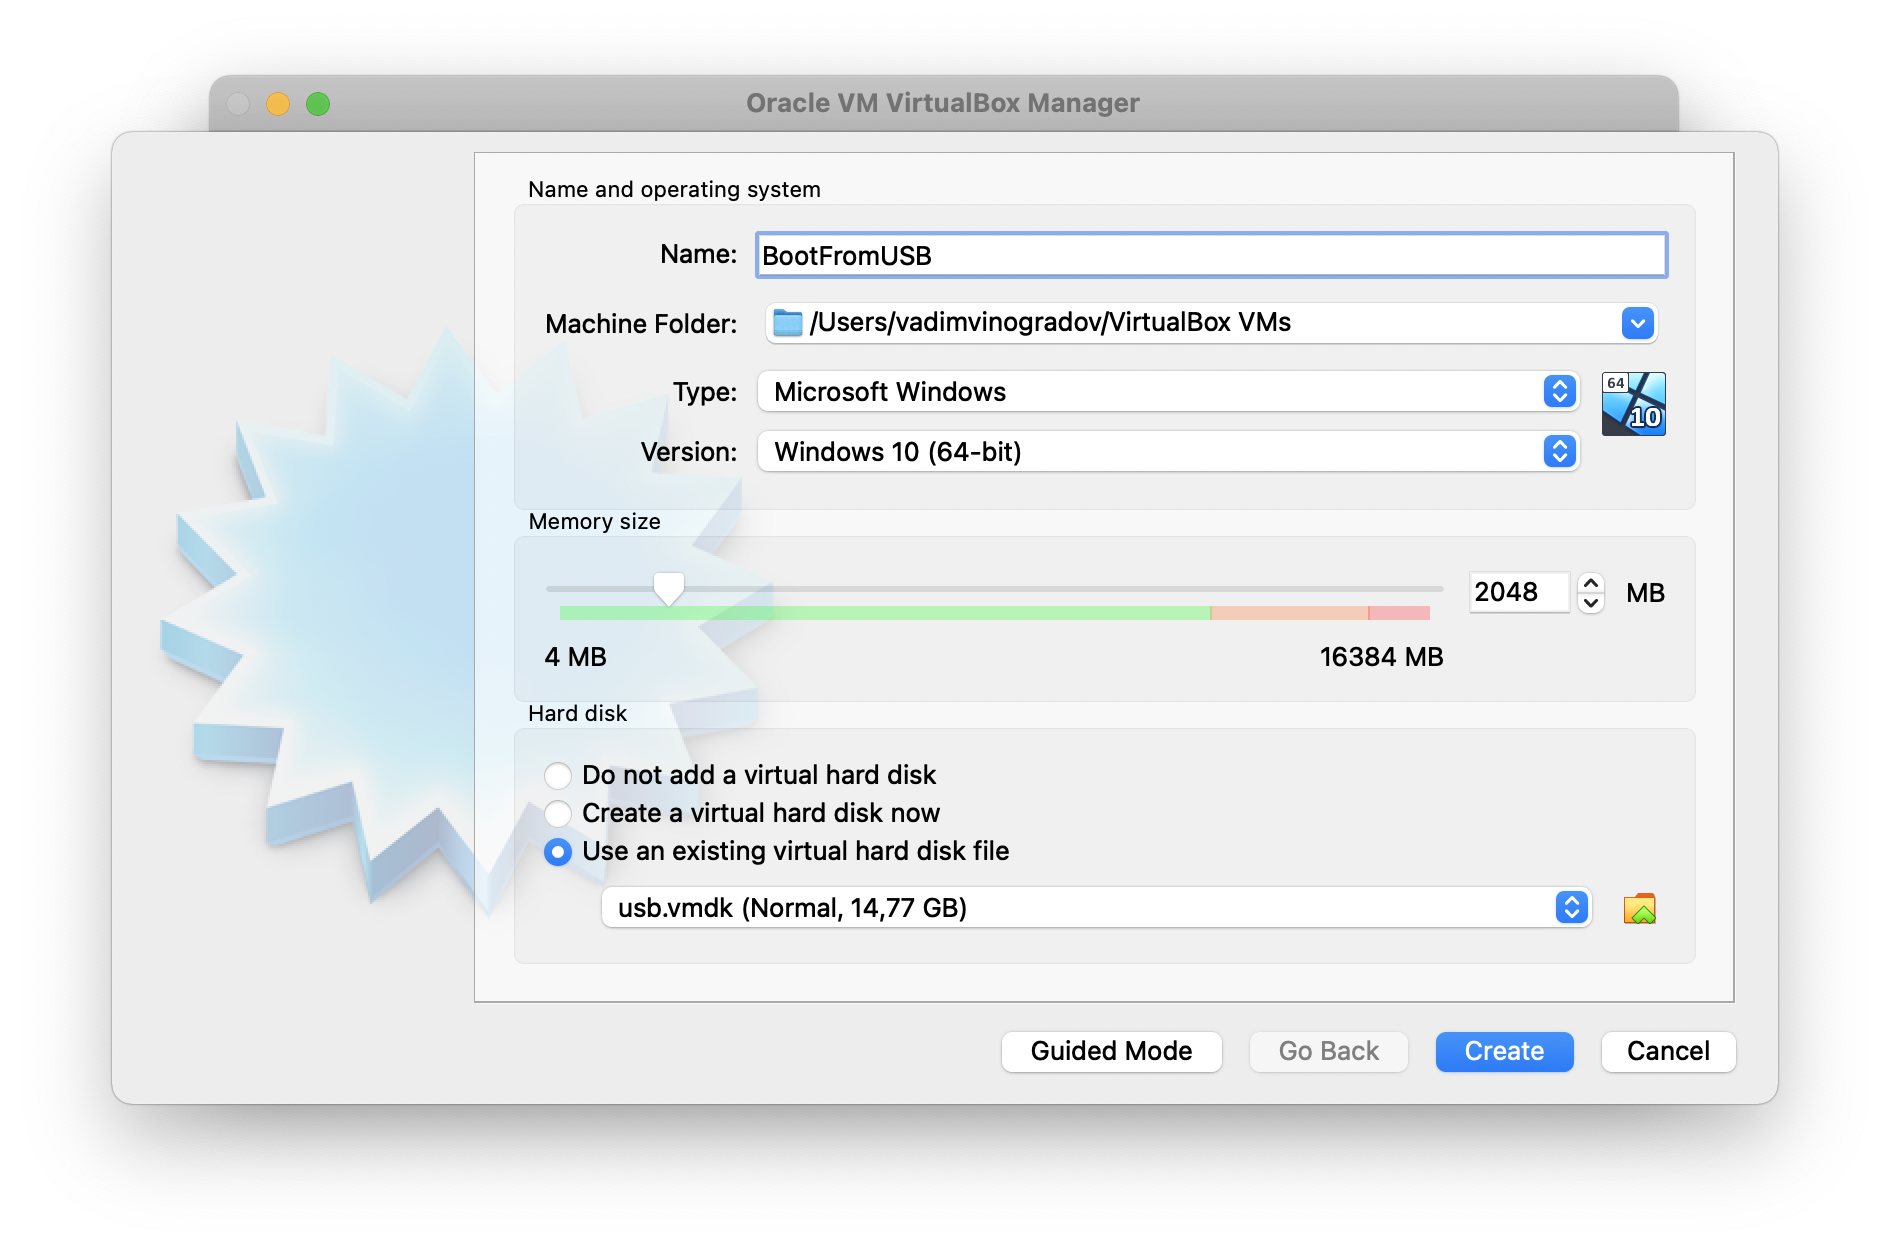 Oracle VM VirtualBox Manager
Name and operating system
Name: BootFromUSB
Machine Folder: /Users/vadimvinogradov/VirtualBox VMs
Type: Microsoft Windows
64
10
Version: Windows 10 (64-bit)
Memory size
2048 MB
4 MB 16384 MB
Hard disk
Do not add a virtual hard disk
Create a virtual hard disk now
Use an existing virtual hard disk file
usb.vmdk (Normal, 14,77 GB)
Guided Mode Go Back Create Cancel